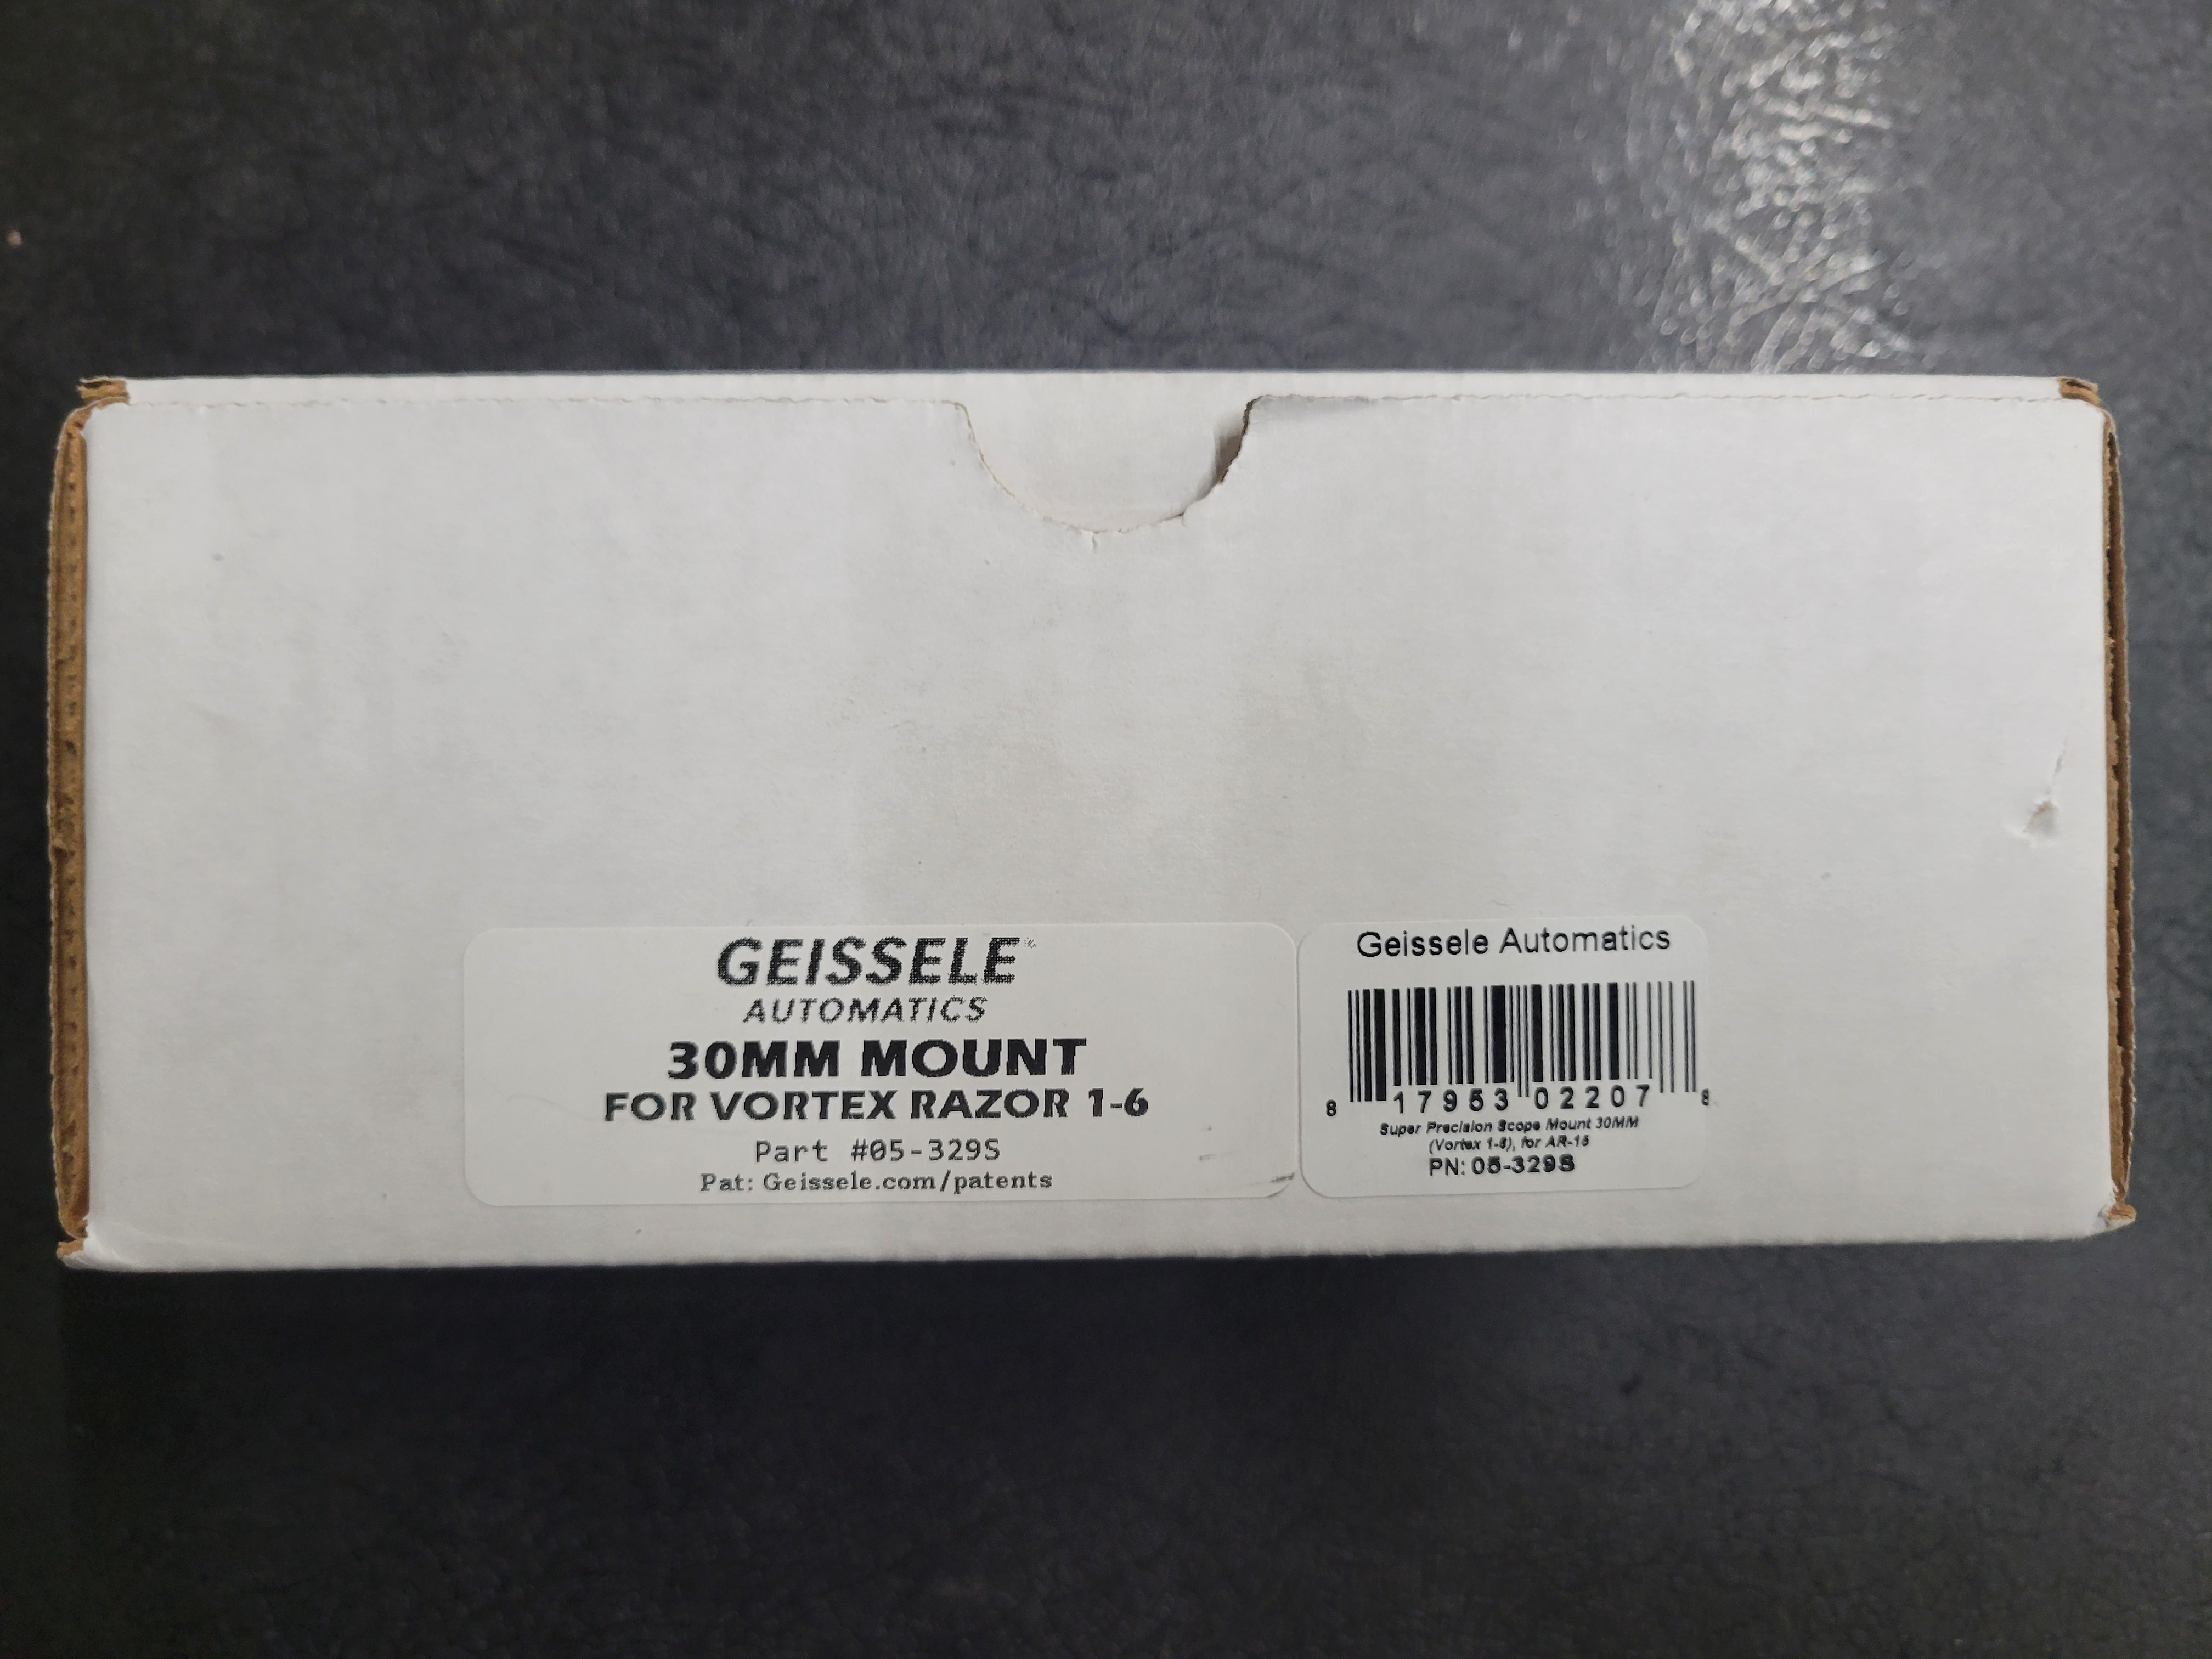 GEISSELE
AUTOMATICS
30MM MOUNT
FOR VORTEX RAZOR 1-6
Part #05-329S
Pat: Geissele.com/patents
Geissele Automatics
8 17953 02207 8
Super Precision Scope Mount 30MM
(Vortex 1-6), for AR-15
PN: 05-329S